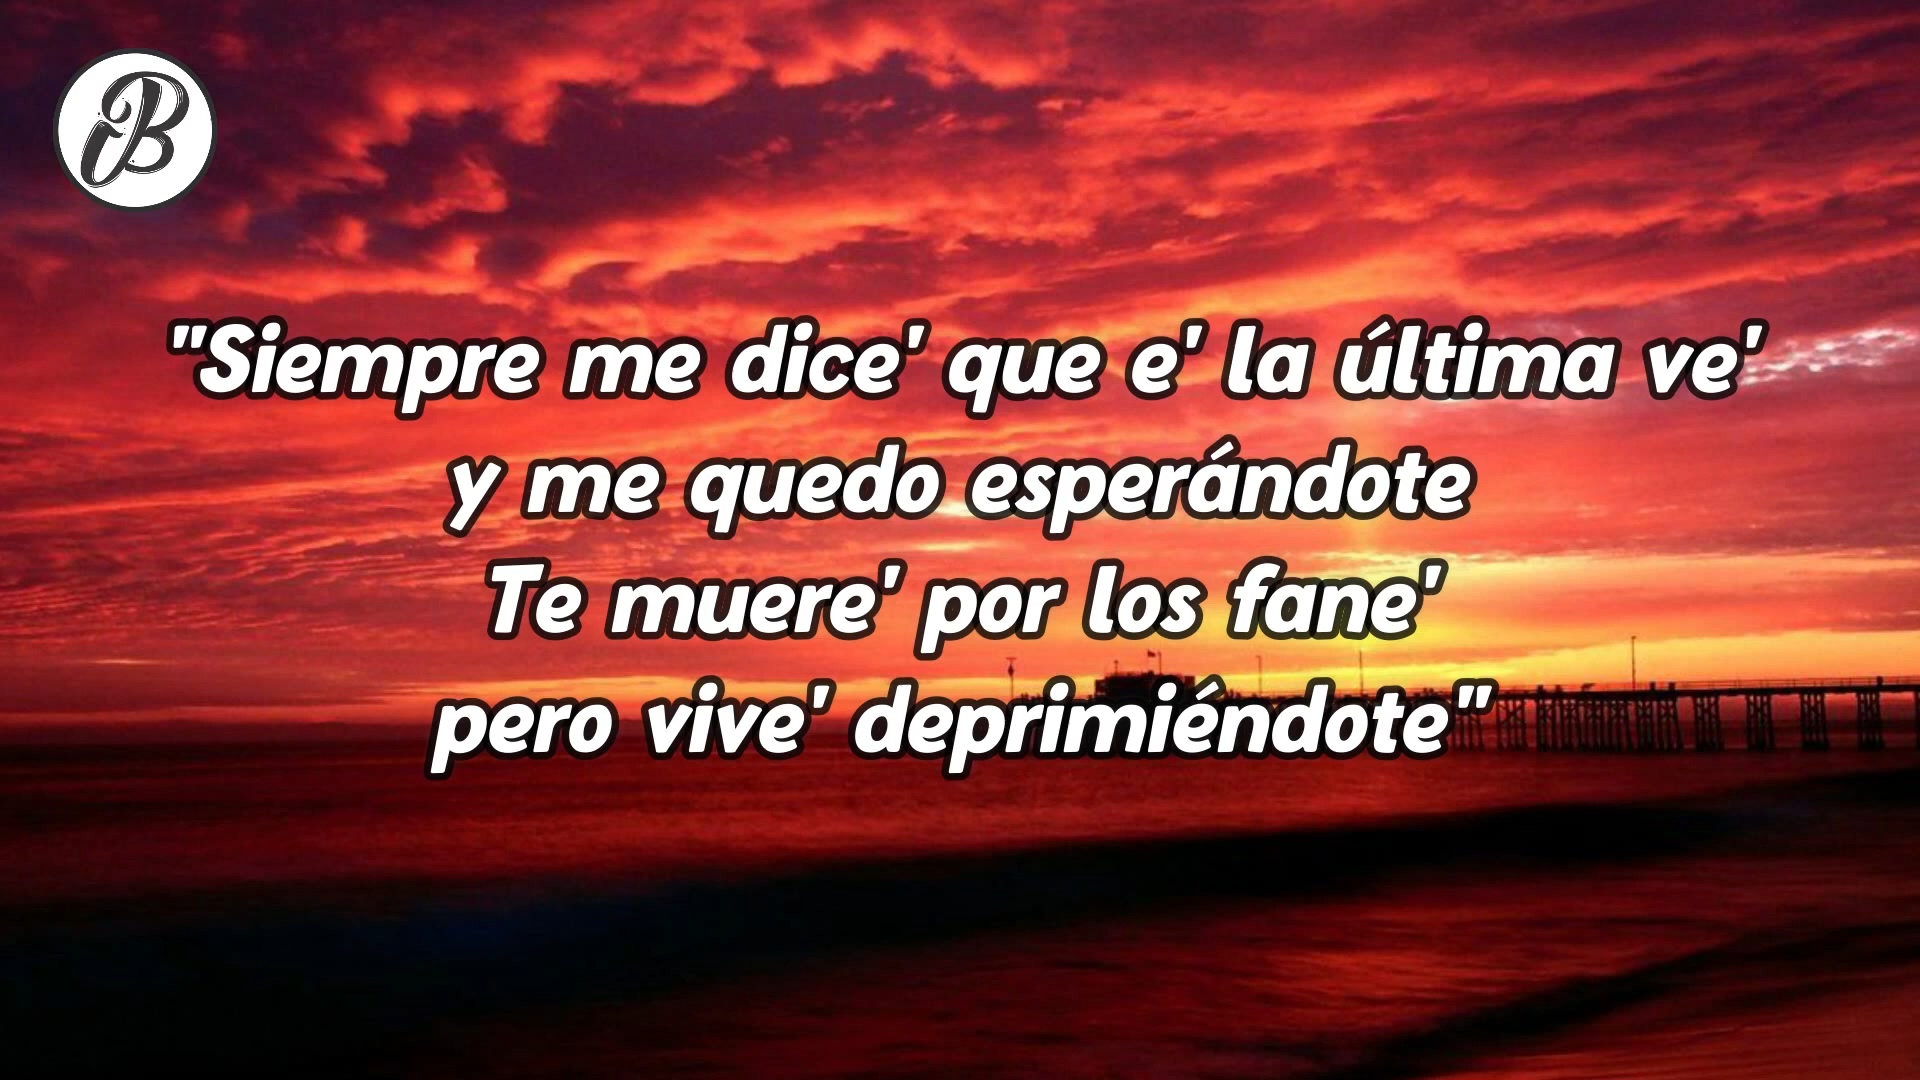 B
"Siempre me dice' que e' la última ve'
y me quedo esperándote
Te muere' por los fane'
pero vive' deprimiéndote"